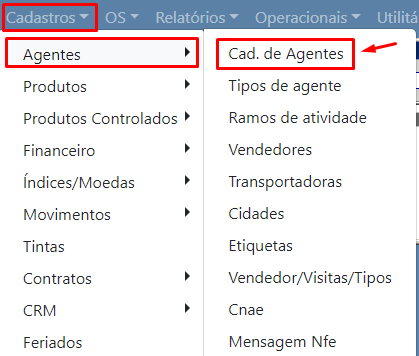 Cadastros OS Relatórios Operacionais
Agentes
Produtos
Produtos Controlados
Financeiro
Índices/Moedas
Movimentos
Tintas
Contratos
CRM
Feriados
Cad. de Agentes
Tipos de agente
Ramos de atividade
Vendedores
Transportadoras
Cidades
Etiquetas
Vendedor/Visitas/Tipos
Cnae
Mensagem Nfe